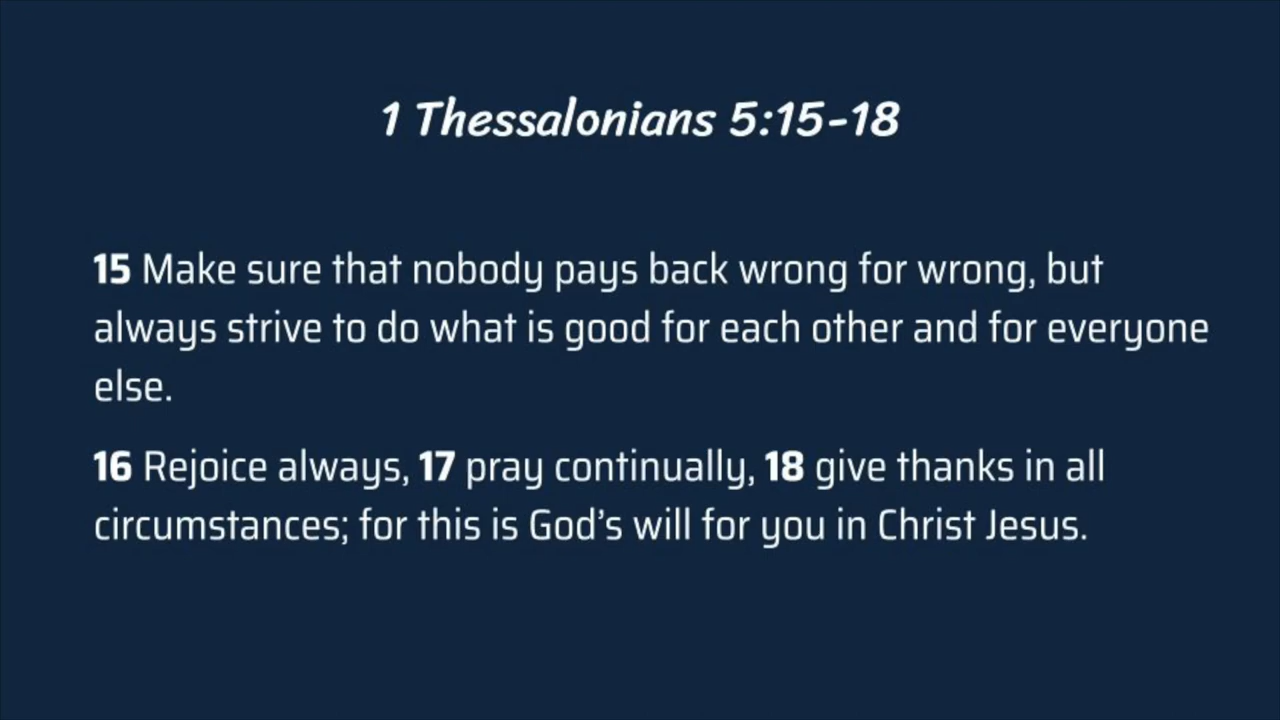 1 Thessalonians 5:15-18
15 Make sure that nobody pays back wrong for wrong, but
always strive to do what is good for each other and for everyone
else.
16 Rejoice always, 17 pray continually, 18 give thanks in all
circumstances; for this is God’s will for you in Christ Jesus.